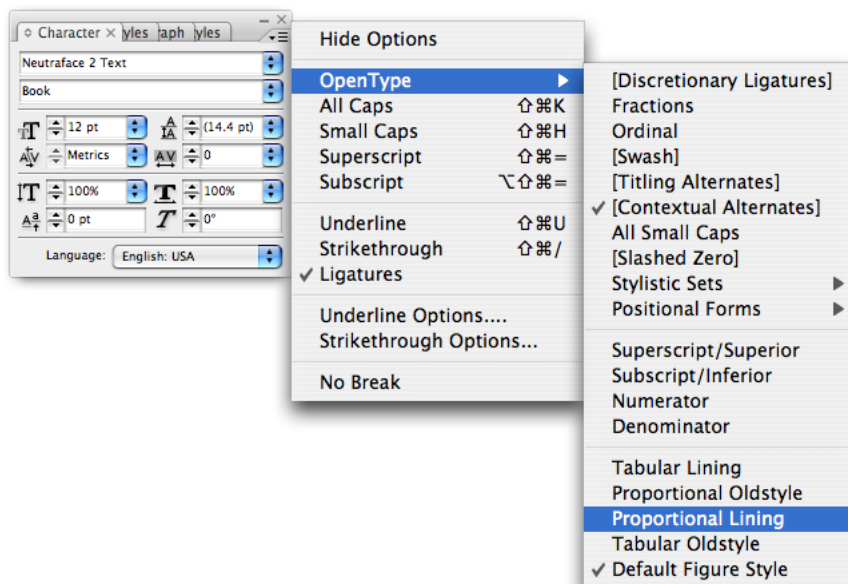 Character yles aph yles
Neutraface 2 Text
Book
12 pt (14.4 pt)
Metrics 0
100% 100%
0 pt 0°
Language: English: USA
Hide Options
OpenType
All Caps ⇧⌘K
Small Caps ⇧⌘H
Superscript ⇧⌘=
Subscript ⌥⇧⌘=
Underline ⇧⌘U
Strikethrough ⇧⌘/
✓ Ligatures
Underline Options....
Strikethrough Options...
No Break
[Discretionary Ligatures]
Fractions
Ordinal
[Swash]
[Titling Alternates]
✓ [Contextual Alternates]
All Small Caps
[Slashed Zero]
Stylistic Sets
Positional Forms
Superscript/Superior
Subscript/Inferior
Numerator
Denominator
Tabular Lining
Proportional Oldstyle
Proportional Lining
Tabular Oldstyle
✓ Default Figure Style